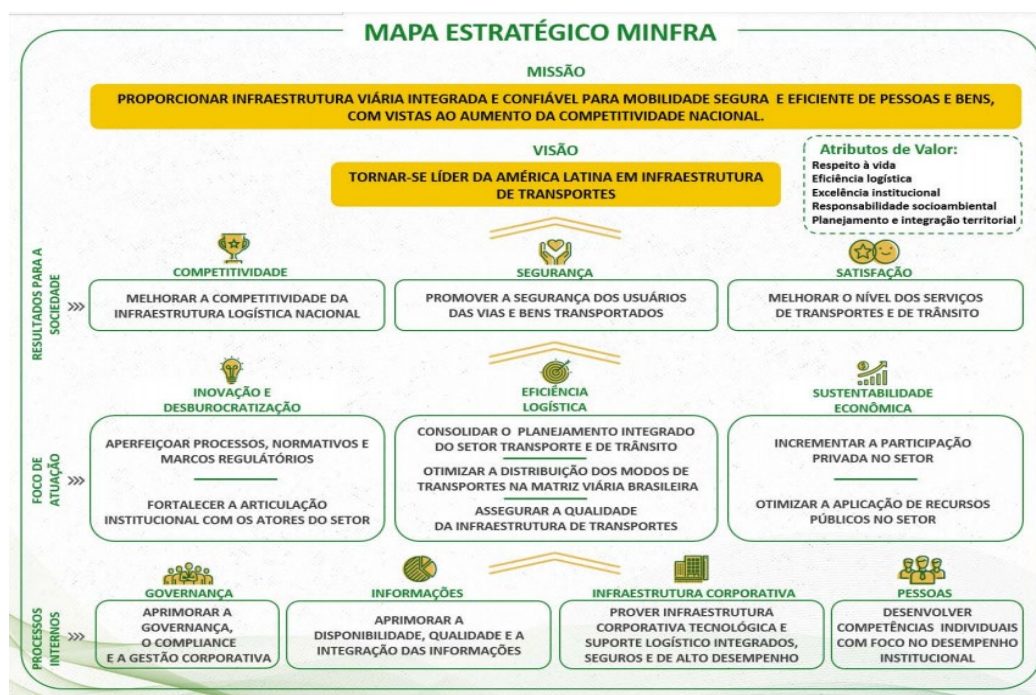 MAPA ESTRATÉGICO MINFRA
MISSÃO
PROPORCIONAR INFRAESTRUTURA VIÁRIA INTEGRADA E CONFIÁVEL PARA MOBILIDADE SEGURA E EFICIENTE DE PESSOAS E BENS,
COM VISTAS AO AUMENTO DA COMPETITIVIDADE NACIONAL.
VISÃO
TORNAR-SE LÍDER DA AMÉRICA LATINA EM INFRAESTRUTURA
DE TRANSPORTES
Atributos de Valor:
Respeito à vida
Eficiência logística
Excelência institucional
Responsabilidade socioambiental
Planejamento e integração territorial
RESULTADOS PARA A
SOCIEDADE
COMPETITIVIDADE
MELHORAR A COMPETITIVIDADE DA
INFRAESTRUTURA LOGÍSTICA NACIONAL
SEGURANÇA
PROMOVER A SEGURANÇA DOS USUÁRIOS
DAS VIAS E BENS TRANSPORTADOS
SATISFAÇÃO
MELHORAR O NÍVEL DOS SERVIÇOS
DE TRANSPORTES E DE TRÂNSITO
FOCO DE
ATUAÇÃO
INOVAÇÃO E
DESBUROCRATIZAÇÃO
APERFEIÇOAR PROCESSOS, NORMATIVOS E
MARCOS REGULÁTÓRIOS
FORTALECER A ARTICULAÇÃO
INSTITUCIONAL COM OS ATORES DO SETOR
EFICIÊNCIA
LOGÍSTICA
CONSOLIDAR O PLANEJAMENTO INTEGRADO
DO SETOR TRANSPORTE E DE TRÂNSITO
OTIMIZAR A DISTRIBUIÇÃO DOS MODOS DE
TRANSPORTES NA MATRIZ VIÁRIA BRASILEIRA
ASSEGURAR A QUALIDADE
DA INFRAESTRUTURA DE TRANSPORTES
SUSTENTABILIDADE
ECONÔMICA
INCREMENTAR A PARTICIPAÇÃO
PRIVADA NO SETOR
OTIMIZAR A APLICAÇÃO DE RECURSOS
PÚBLICOS NO SETOR
PROCESSOS
INTERNOS
GOVERNANÇA
APRIMORAR A
GOVERNANÇA,
O COMPLIANCE
E A GESTÃO CORPORATIVA
INFORMAÇÕES
APRIMORAR A
DISPONIBILIDADE, QUALIDADE E A
INTEGRAÇÃO DAS INFORMAÇÕES
INFRAESTRUTURA CORPORATIVA
PROVER INFRAESTRUTURA
CORPORATIVA TECNOLÓGICA E
SUPORTE LOGÍSTICO INTEGRADOS,
SEGUROS E DE ALTO DESEMPENHO
PESSOAS
DESENVOLVER
COMPETÊNCIAS INDIVIDUAIS
COM FOCO NO DESEMPENHO
INSTITUCIONAL